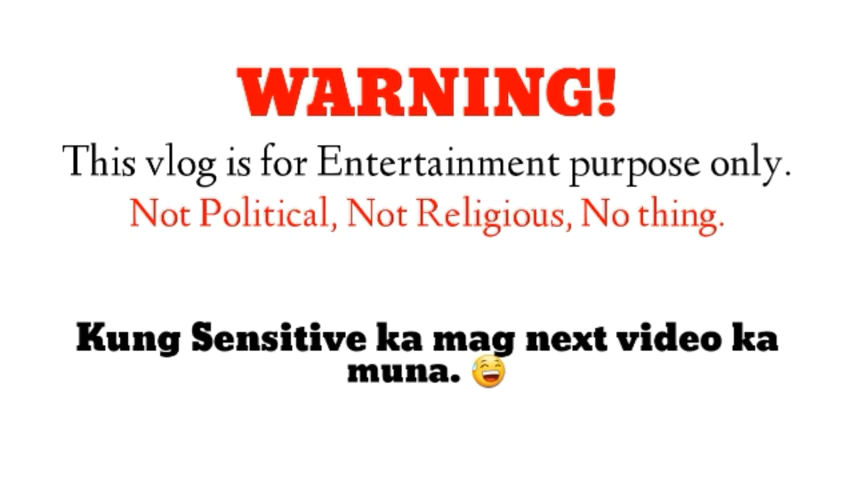 WARNING!
This vlog is for Entertainment purpose only.
Not Political, Not Religious, No thing.
Kung Sensitive ka mag next video ka
muna. 😅